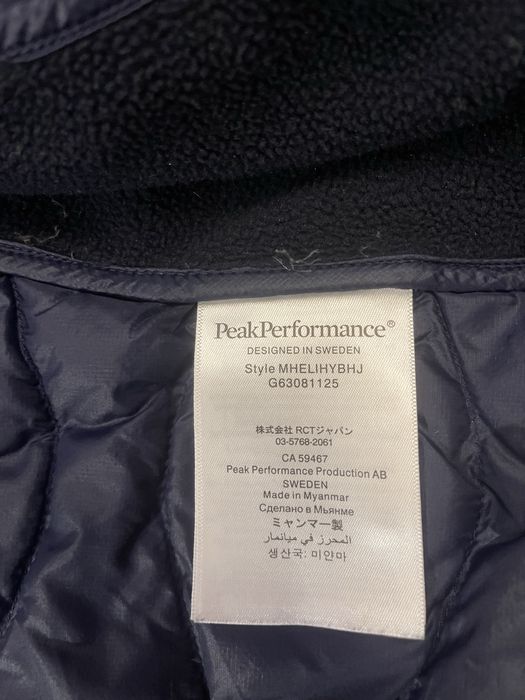 PeakPerformance®
DESIGNED IN SWEDEN
Style MHELIHYBHJ
G63081125
株式会社 RCTジャパン
03-5768-2061
CA 59467
Peak Performance Production AB
SWEDEN
Made in Myanmar
Сделано в Мьянме
ミャンマー製
المحرز في ميانمار
생산국: 미얀마